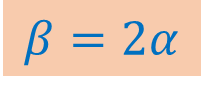 β = 2α